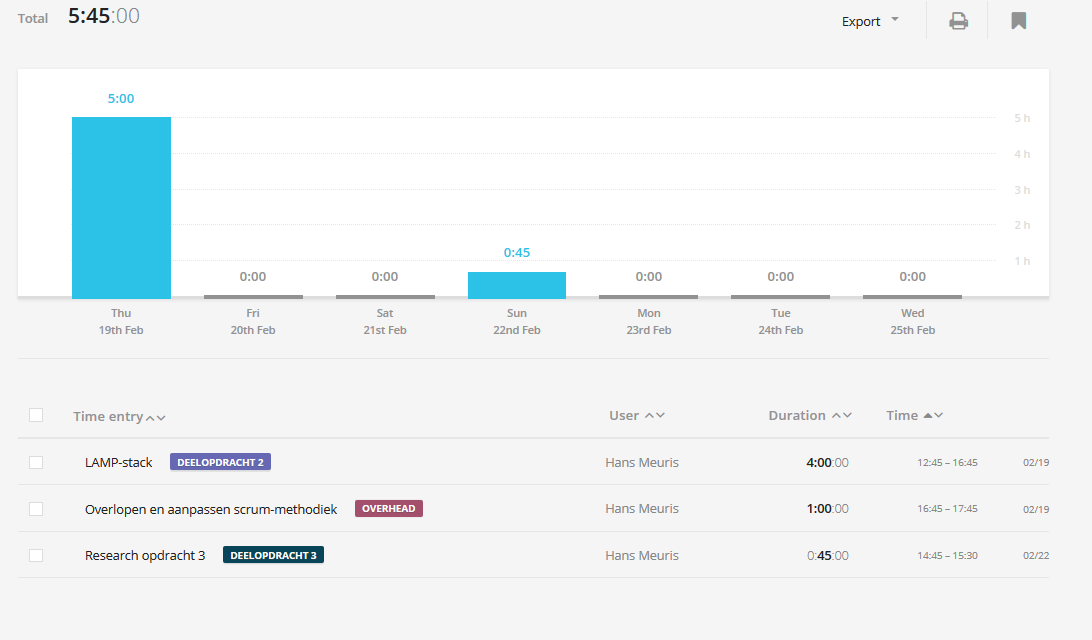 Total 5:45:00
Export
5:00
5 h
4 h
3 h
2 h
0:45
1 h
0:00 0:00 0:00 0:00 0:00
Thu Fri Sat Sun Mon Tue Wed
19th Feb 20th Feb 21st Feb 22nd Feb 23rd Feb 24th Feb 25th Feb
Time entry User Duration Time
LAMP-stack DEELOPDRACHT 2 Hans Meuris 4:00:00 12:45 – 16:45 02/19
Overlopen en aanpassen scrum-methodiek OVERHEAD Hans Meuris 1:00:00 16:45 – 17:45 02/19
Research opdracht 3 DEELOPDRACHT 3 Hans Meuris 0:45:00 14:45 – 15:30 02/22